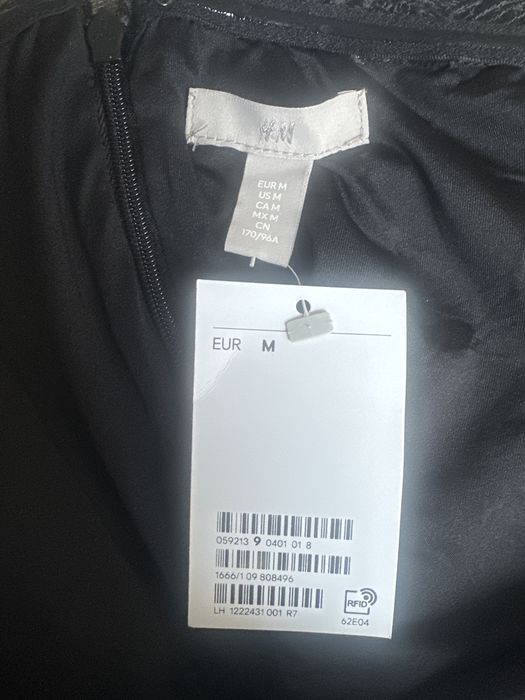 H&M
EUR M
US M
CA M
MX M
CN
170/96A
EUR M
059213 9 0401 01 8
1666/1 09 808496
LH 1222431 001 R7
RFID
62E04